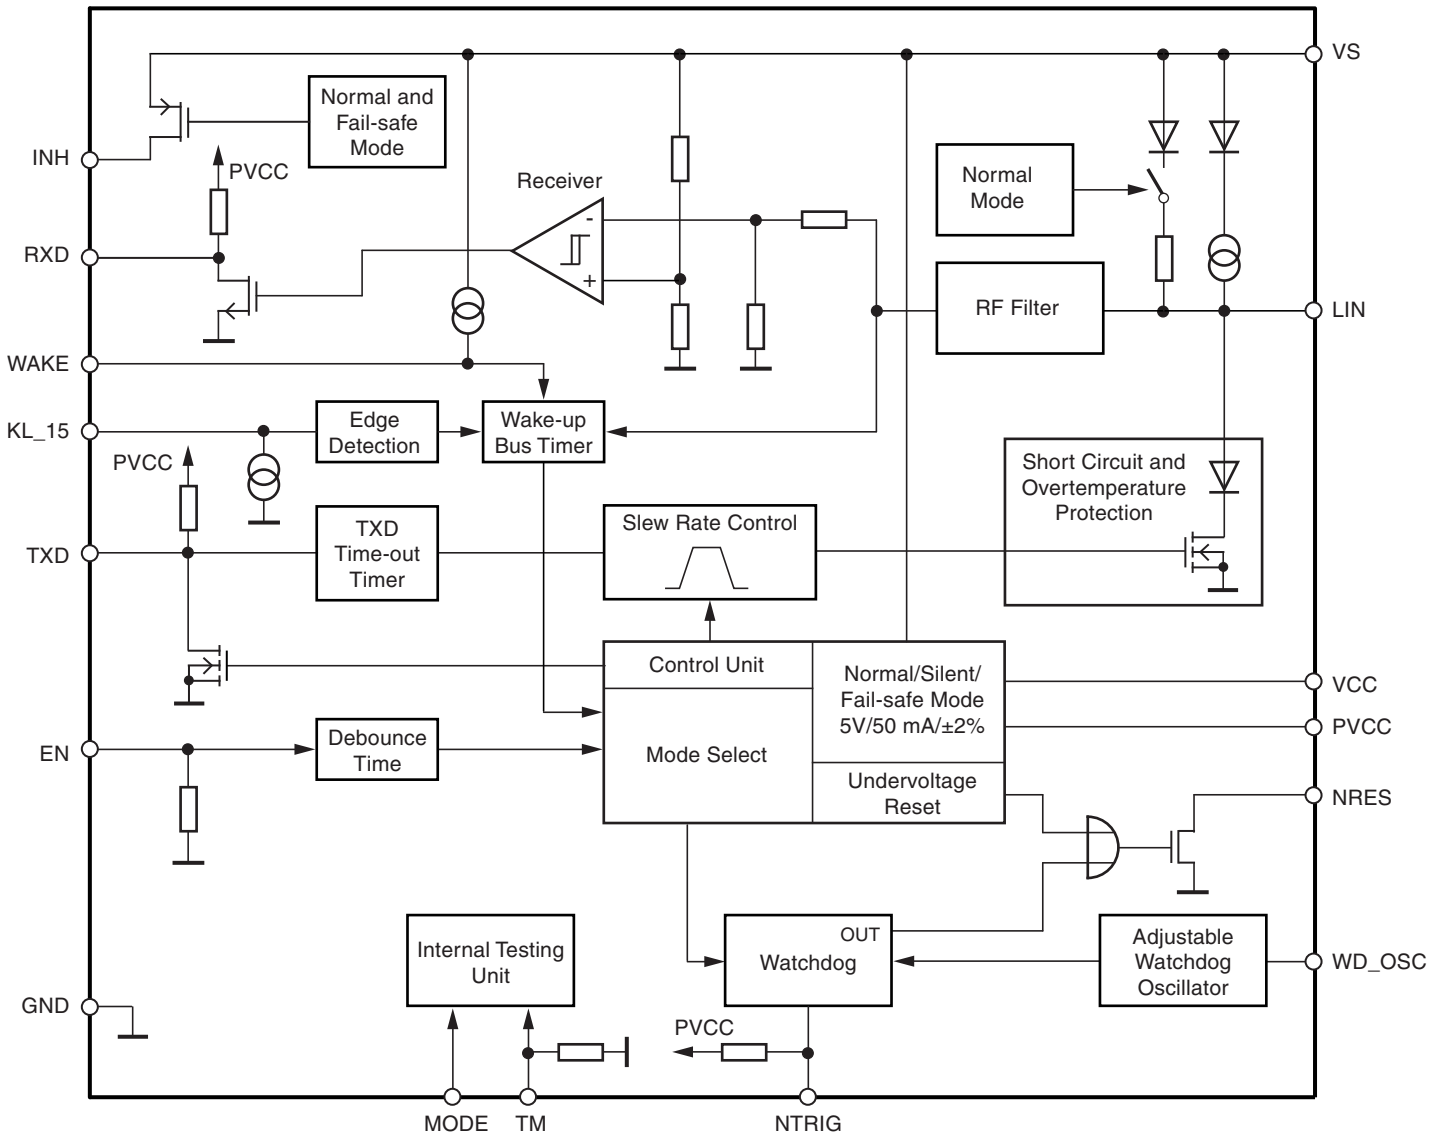 VS
Normal and
Fail-safe
Mode
INH
PVCC
Receiver
Normal
Mode
-
RXD
+
RF Filter
LIN
WAKE
KL_15
Edge
Detection
Wake-up
Bus Timer
PVCC
Short Circuit and
Overtemperature
Protection
TXD
TXD
Time-out
Timer
Slew Rate Control
Control Unit
Normal/Silent/
Fail-safe Mode
5V/50 mA/±2%
VCC
PVCC
EN
Debounce
Time
Mode Select
Undervoltage
Reset
NRES
Internal Testing
Unit
OUT
Watchdog
Adjustable
Watchdog
Oscillator
WD_OSC
GND
PVCC
MODE
TM
NTRIG